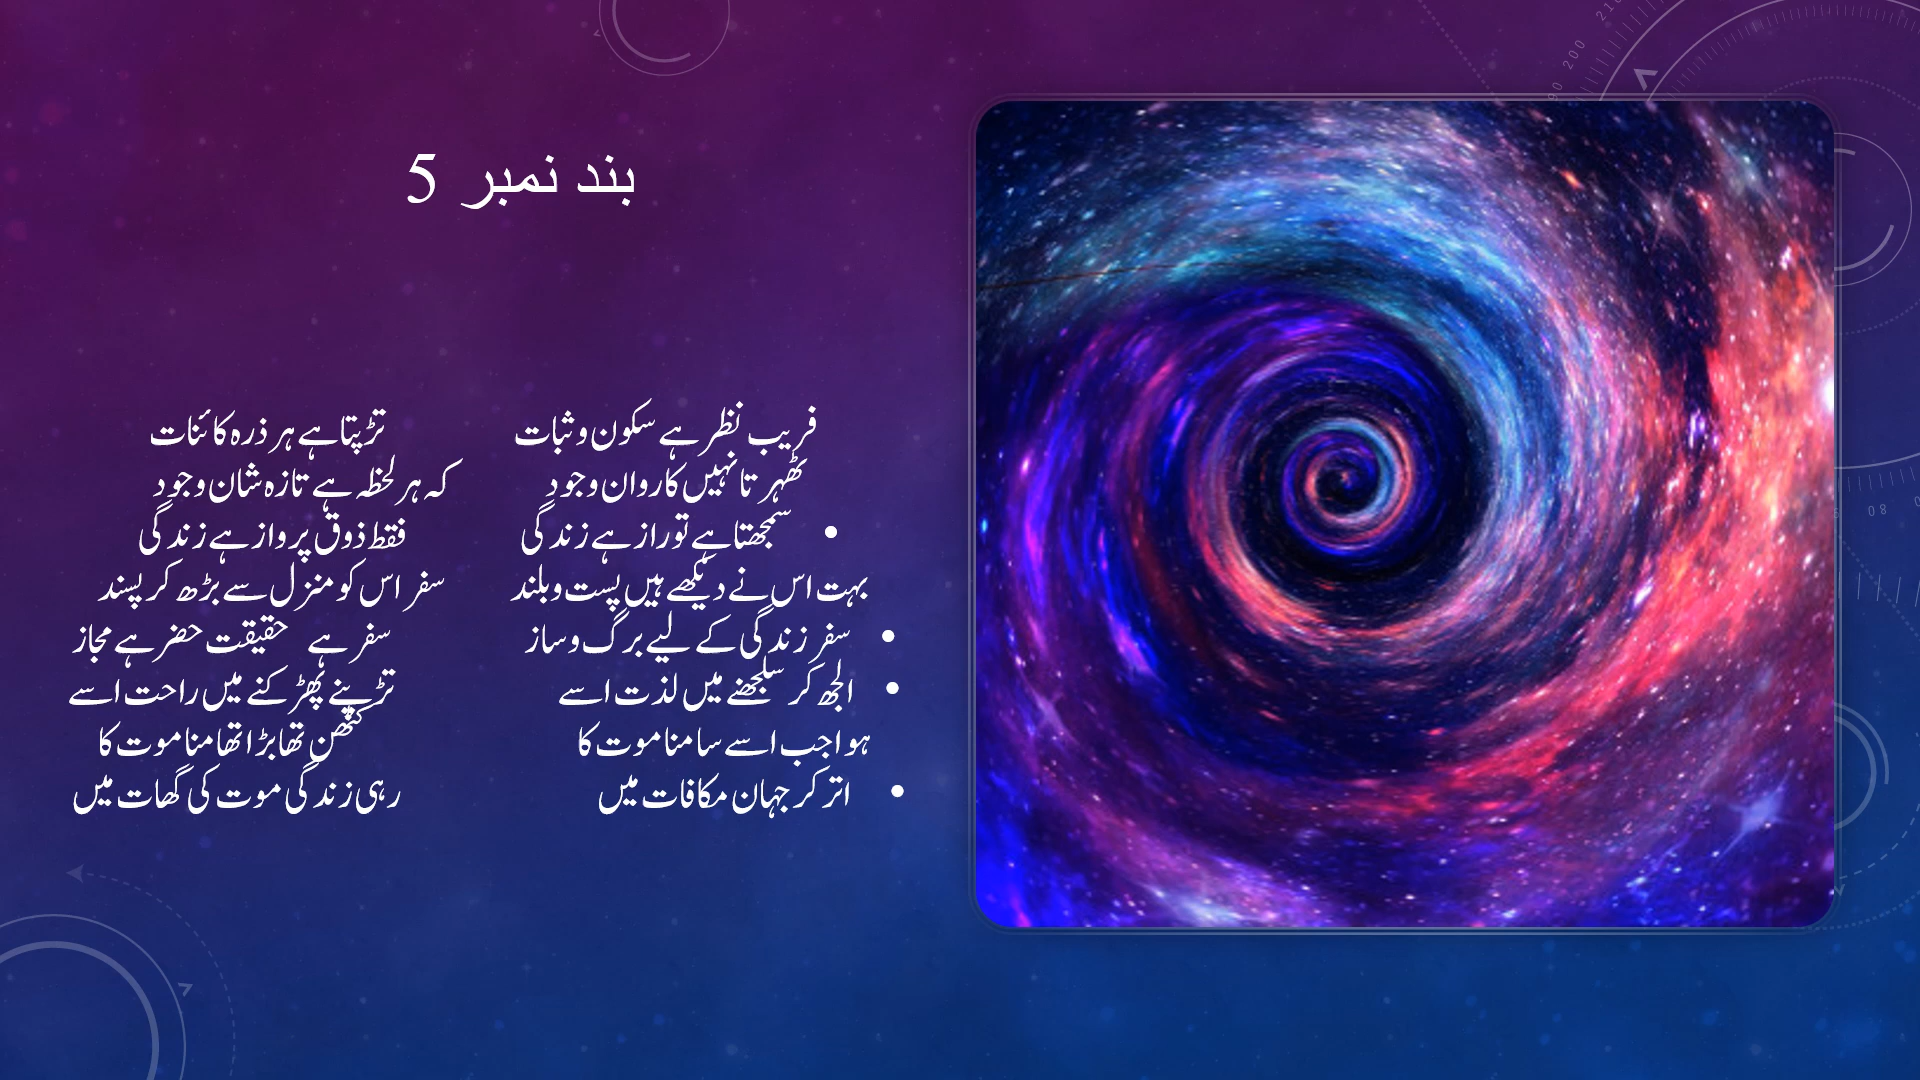 بند نمبر 5
فریب نظر ہے سکون و ثبات تڑپتا ہے ہر ذرہ کائنات
ٹھہر تا نہیں کاروان وجود کہ ہر لحظہ ہے تازہ شان وجود
• سمجھتا ہے تو راز ہے زندگی فقط ذوق پرواز ہے زندگی
بہت اس نے دیکھے ہیں پست و بلند سفر اس کو منزل سے بڑھ کر پسند
• سفر زندگی کے لیے برگ و ساز سفر ہے حقیقت حضر ہے مجاز
• الجھ کر سلجھنے میں لذت اسے تڑپنے پھڑکنے میں راحت اسے
ہوا جب اسے سامنا موت کا کٹھن تھا بڑا تھامنا موت کا
• اتر کر جہان مکافات میں رہی زندگی موت کی گھات میں
210
200
90
80